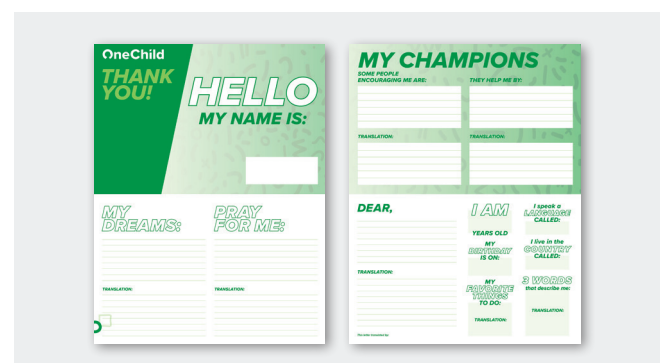 OneChild
THANK
YOU!
HELLO
MY NAME IS:
MY
DREAMS:
PRAY
FOR ME:
TRANSLATION:
TRANSLATION:
MY CHAMPIONS
SOME PEOPLE
ENCOURAGING ME ARE:
THEY HELP ME BY:
TRANSLATION:
TRANSLATION:
DEAR,
TRANSLATION:
I AM
YEARS OLD
MY
BIRTHDAY
IS ON:
MY
FAVORITE
THINGS
TO DO:
TRANSLATION:
I speak a
LANGUAGE
CALLED:
I live in the
COUNTRY
CALLED:
3 WORDS
that describe me:
TRANSLATION: